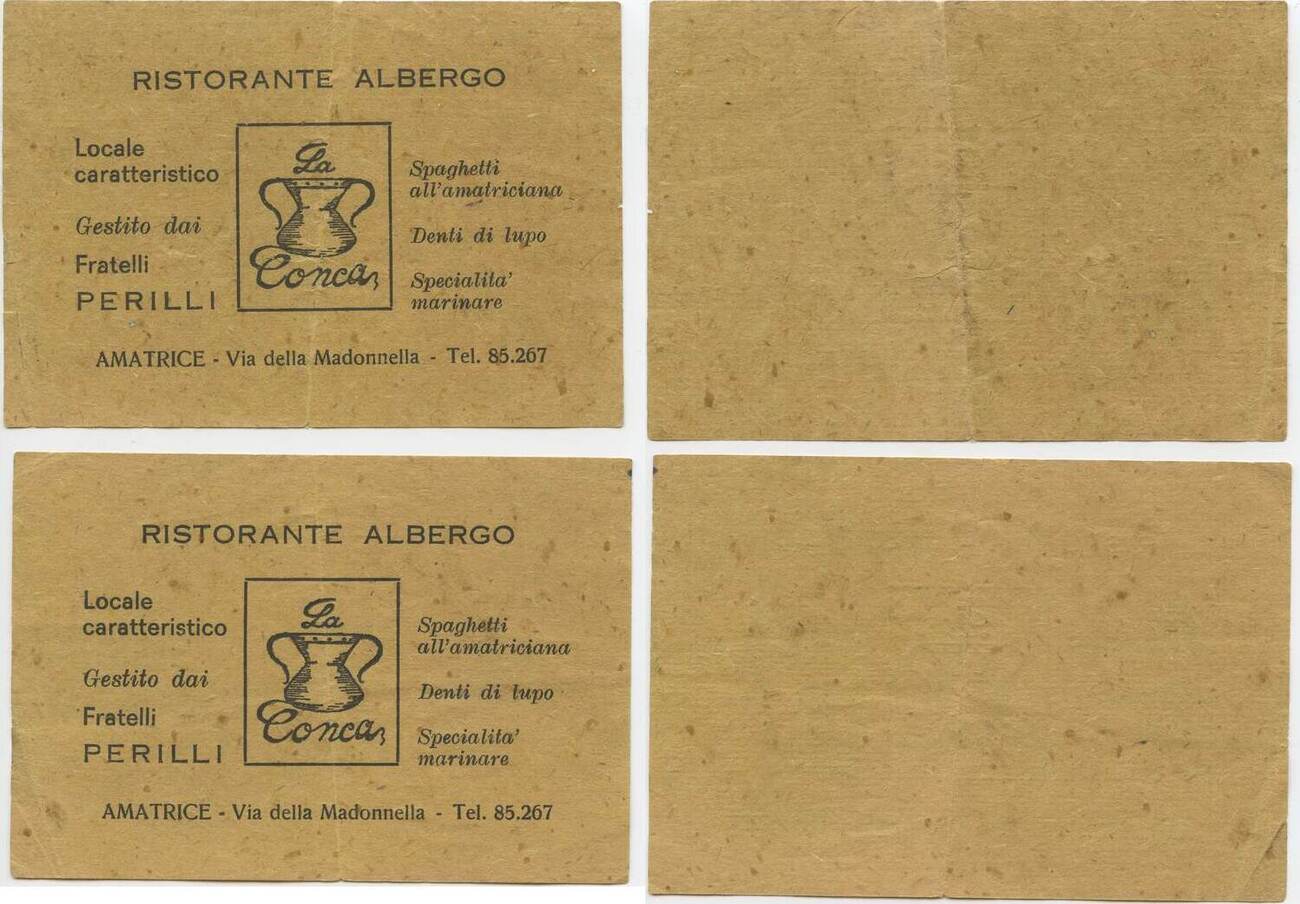 RISTORANTE ALBERGO
Locale
caratteristico
Gestito dai
Fratelli
PERILLI
La
Conca
Spaghetti
all'amatriciana
Denti di lupo
Specialita'
marinare
AMATRICE - Via della Madonnella - Tel. 85.267
RISTORANTE ALBERGO
Locale
caratteristico
Gestito dai
Fratelli
PERILLI
La
Conca
Spaghetti
all'amatriciana
Denti di lupo
Specialita'
marinare
AMATRICE - Via della Madonnella - Tel. 85.267